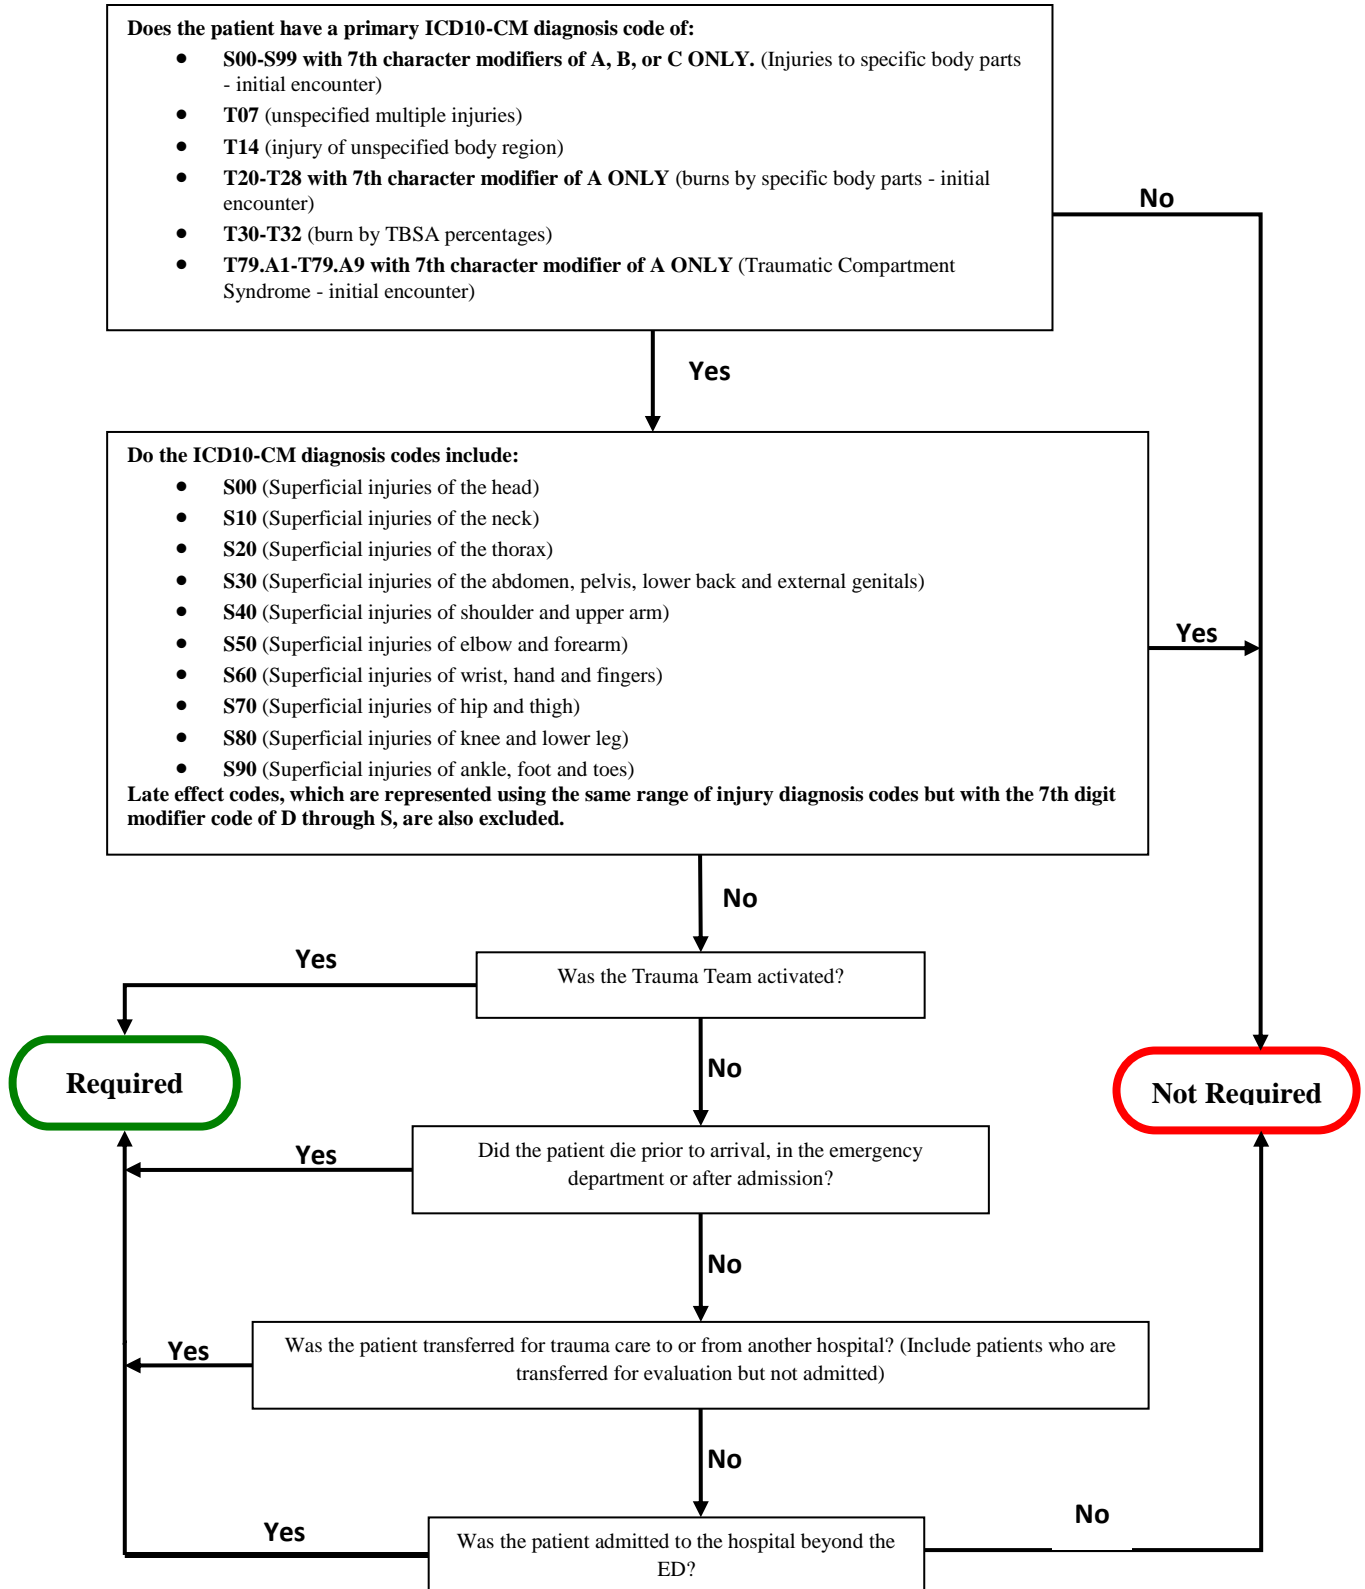 Does the patient have a primary ICD10-CM diagnosis code of:
• S00-S99 with 7th character modifiers of A, B, or C ONLY. (Injuries to specific body parts
- initial encounter)
• T07 (unspecified multiple injuries)
• T14 (injury of unspecified body region)
• T20-T28 with 7th character modifier of A ONLY (burns by specific body parts - initial
encounter)
• T30-T32 (burn by TBSA percentages)
• T79.A1-T79.A9 with 7th character modifier of A ONLY (Traumatic Compartment
Syndrome - initial encounter)
No
Yes
Do the ICD10-CM diagnosis codes include:
• S00 (Superficial injuries of the head)
• S10 (Superficial injuries of the neck)
• S20 (Superficial injuries of the thorax)
• S30 (Superficial injuries of the abdomen, pelvis, lower back and external genitals)
• S40 (Superficial injuries of shoulder and upper arm)
• S50 (Superficial injuries of elbow and forearm)
• S60 (Superficial injuries of wrist, hand and fingers)
• S70 (Superficial injuries of hip and thigh)
• S80 (Superficial injuries of knee and lower leg)
• S90 (Superficial injuries of ankle, foot and toes)
Late effect codes, which are represented using the same range of injury diagnosis codes but with the 7th digit
modifier code of D through S, are also excluded.
Yes
No
Was the Trauma Team activated?
Yes
No
Required
Not Required
Did the patient die prior to arrival, in the emergency
department or after admission?
Yes
No
Was the patient transferred for trauma care to or from another hospital? (Include patients who are
transferred for evaluation but not admitted)
Yes
No
Was the patient admitted to the hospital beyond the
ED?
Yes
No